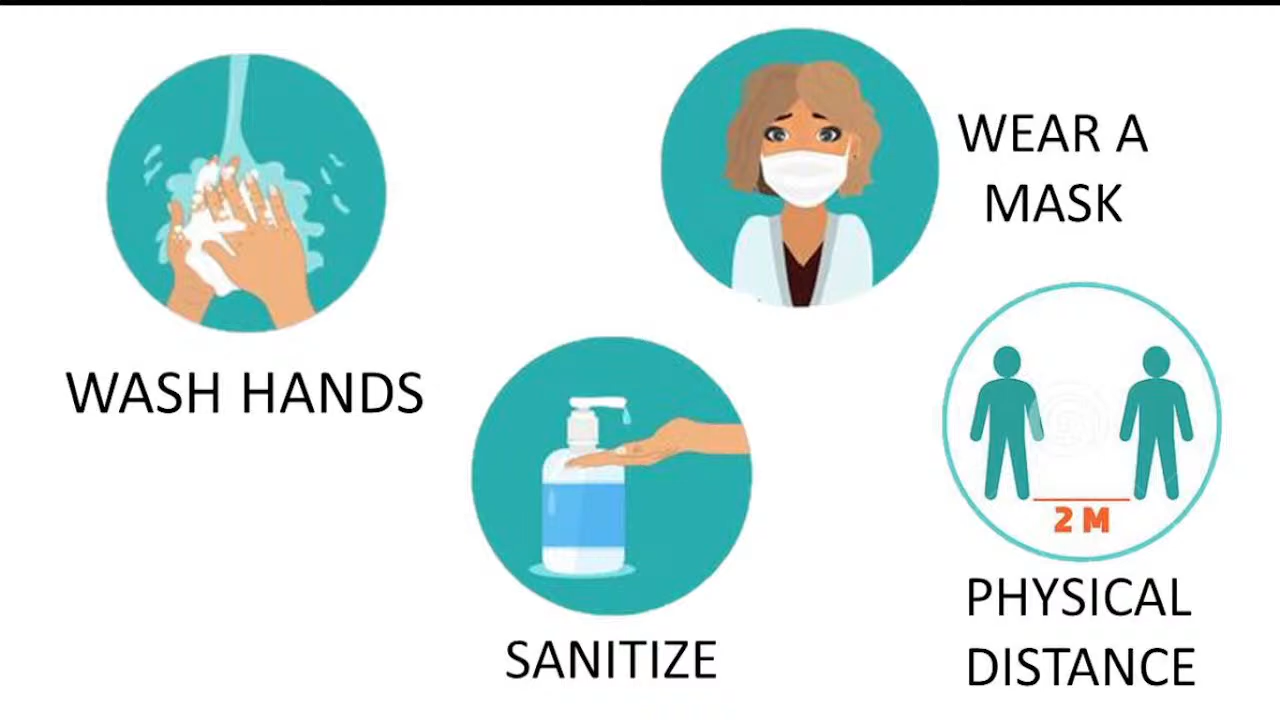 WASH HANDS
WEAR A
MASK
SANITIZE
2 M
PHYSICAL
DISTANCE